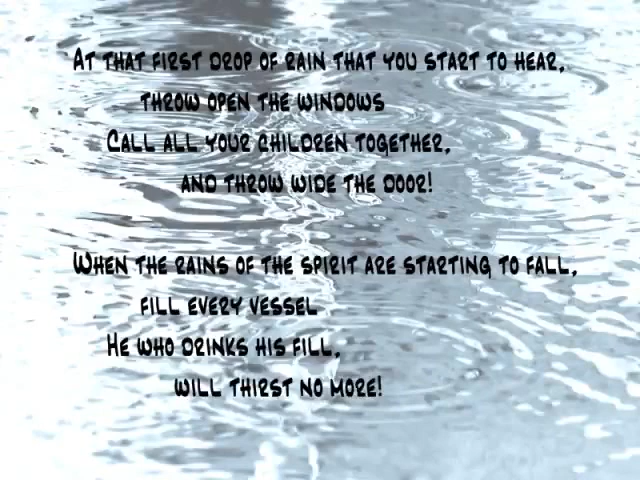 At that first drop of rain that you start to hear,
throw open the windows
Call all your children together,
and throw wide the door!
When the rains of the spirit are starting to fall,
fill every vessel
He who drinks his fill,
will thirst no more!